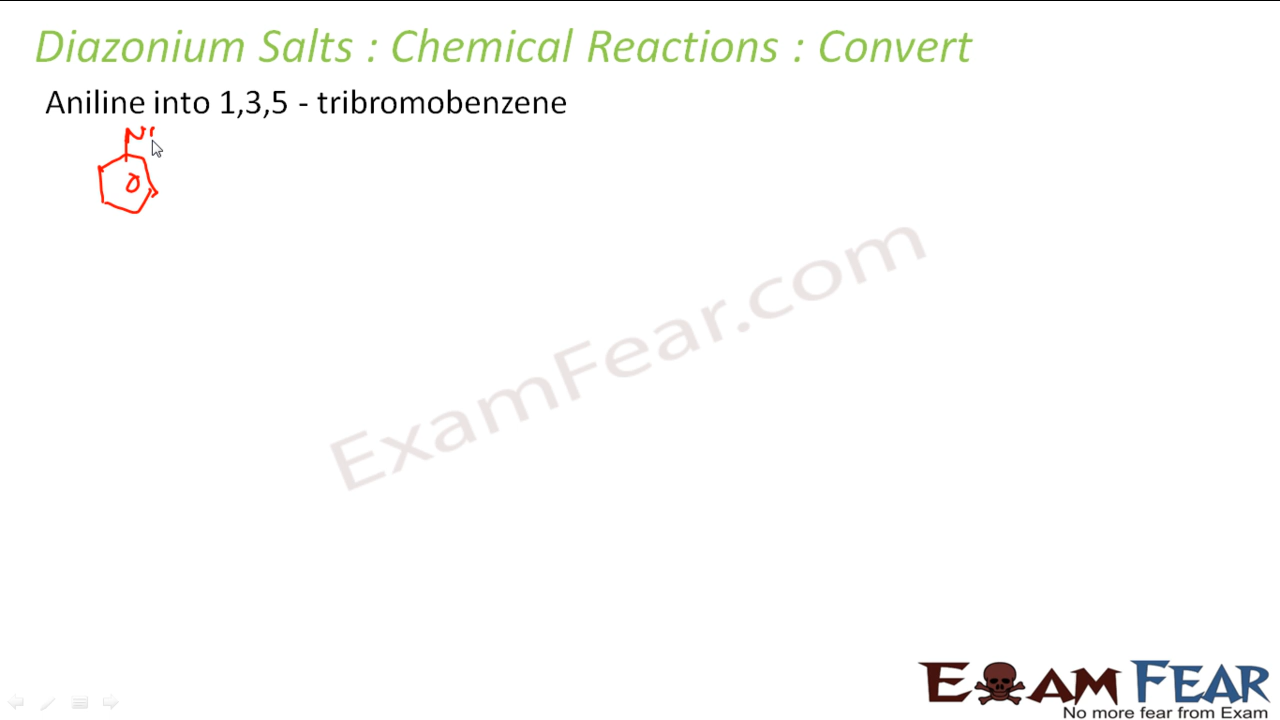 Diazonium Salts : Chemical Reactions : Convert
Aniline into 1,3,5 - tribromobenzene
ExamFear.com
EXAM FEAR
No more fear from Exam